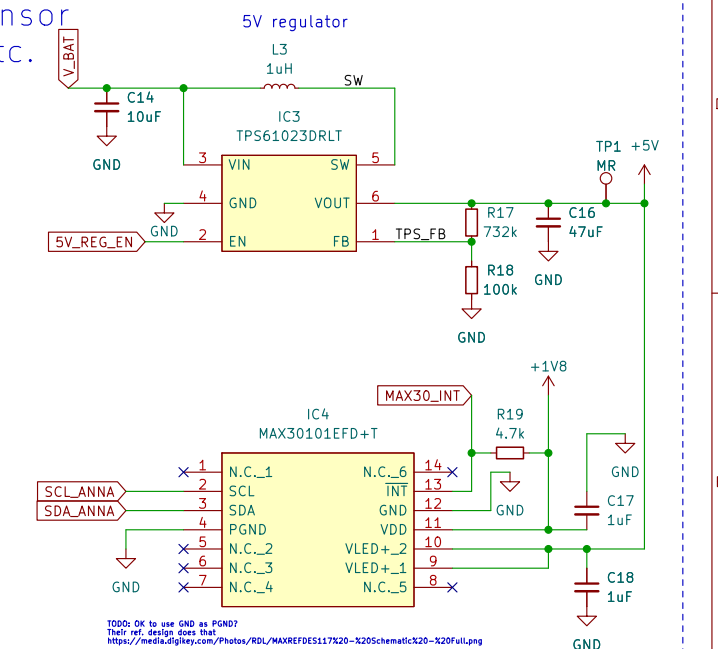 nsor
tc.
5V regulator
V_BAT
L3
1uH
SW
C14
10uF
GND
IC3
TPS61023DRLT
3 VIN SW 5
4 GND VOUT 6
2 EN FB 1
GND
5V_REG_EN
TPS_FB
R17
732k
R18
100k
GND
C16
47uF
GND
TP1
MR
+5V
+1V8
MAX30_INT
R19
4.7k
IC4
MAX30101EFD+T
1 N.C._1 N.C._6 14
2 SCL INT 13
3 SDA GND 12
4 PGND VDD 11
5 N.C._2 VLED+_2 10
6 N.C._3 VLED+_1 9
7 N.C._4 N.C._5 8
SCL_ANNA
SDA_ANNA
GND
GND
GND
C17
1uF
C18
1uF
GND
TODO: OK to use GND as PGND?
Their ref. design does that
https://media.digikey.com/Photos/RDL/MAXREFDES117%20-%20Schematic%20-%20Full.png